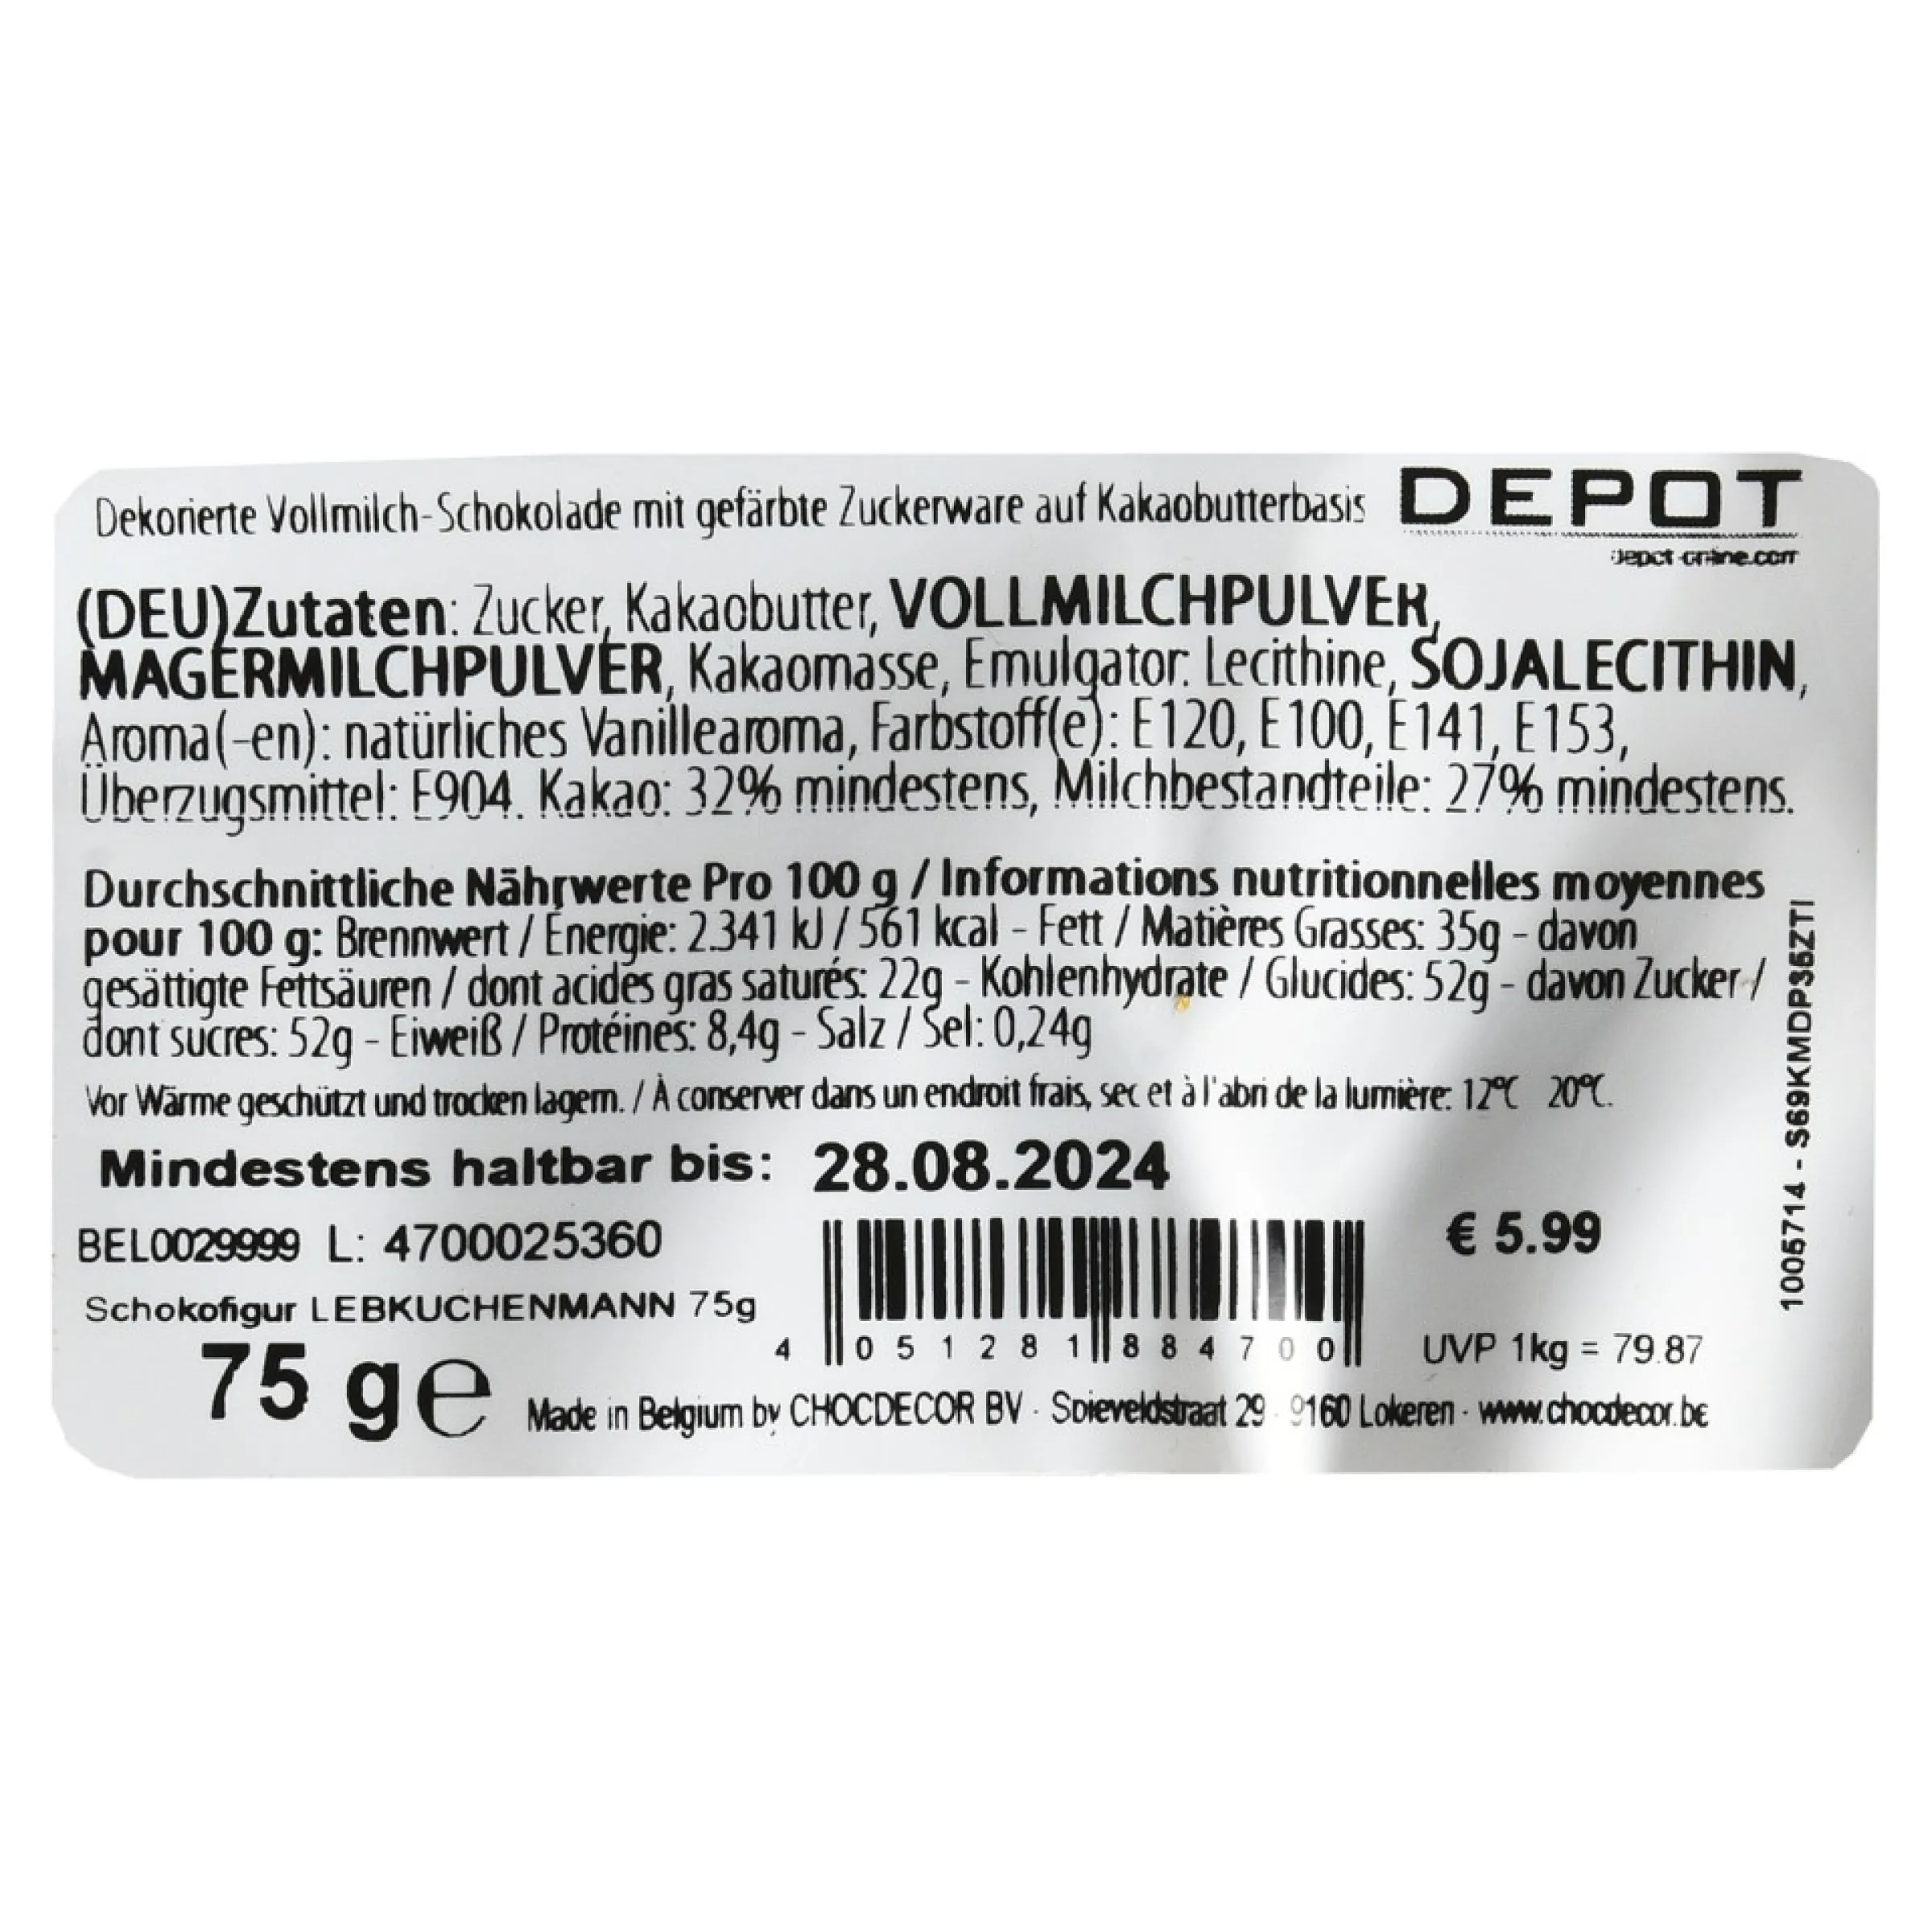 Dekorierte Vollmilch-Schokolade mit gefärbte Zuckerware auf Kakaobutterbasis
DEPOT
(DEU)Zutaten: Zucker, Kakaobutter, VOLLMILCHPULVER,
MAGERMILCHPULVER, Kakaomasse, Emulgator: Lecithine, SOJALECITHIN,
Aroma(-en): natürliches Vanillearoma, Farbstoff(e): E120, E100, E141, E153,
Überzugsmittel: E904. Kakao: 32% mindestens, Milchbestandteile: 27% mindestens.
Durchschnittliche Nährwerte Pro 100 g / Informations nutritionnelles moyennes
pour 100 g: Brennwert / Énergie: 2.341 kJ / 561 kcal - Fett / Matières Grasses: 35g - davon
gesättigte Fettsäuren / dont acides gras saturés: 22g - Kohlenhydrate / Glucides: 52g - davon Zucker /
dont sucres: 52g - Eiweiß / Protéines: 8,4g - Salz / Sel: 0,24g
Vor Wärme geschützt und trocken lagern. / À conserver dans un endroit frais, sec et à l'abri de la lumière: 12°C 20°C.
Mindestens haltbar bis: 28.08.2024
BEL0029999 L: 4700025360
€ 5.99
Schokofigur LEBKUCHENMANN 75g
4 051281 884700
UVP 1kg = 79.87
75 g e
Made in Belgium by CHOCDECOR BV · Spieveldstraat 29 · 9160 Lokeren · www.chocdecor.be